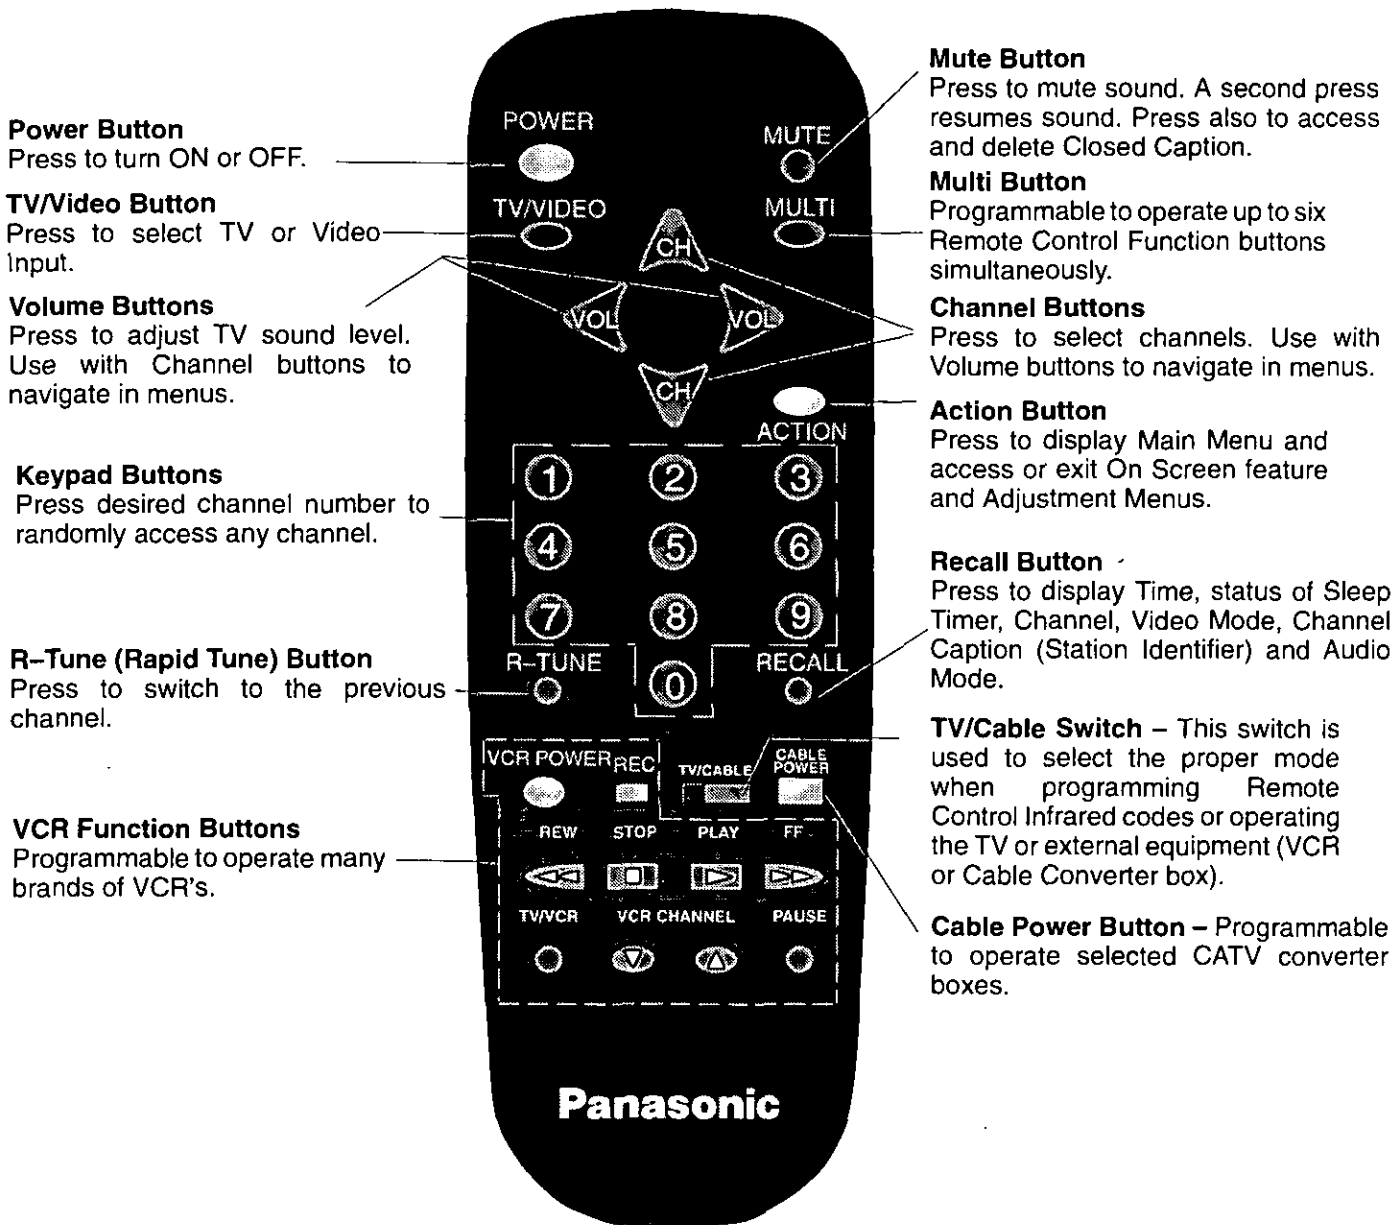 Power Button
Press to turn ON or OFF.
TV/Video Button
Press to select TV or Video
Input.
Volume Buttons
Press to adjust TV sound level.
Use with Channel buttons to
navigate in menus.
Keypad Buttons
Press desired channel number to
randomly access any channel.
R–Tune (Rapid Tune) Button
Press to switch to the previous
channel.
VCR Function Buttons
Programmable to operate many
brands of VCR's.
POWER
MUTE
TV/VIDEO
MULTI
CH
VOL
VOL
CH
ACTION
1 2 3
4 5 6
7 8 9
R–TUNE
0
RECALL
VCR POWER
REC
TV/CABLE
CABLE
POWER
REW STOP PLAY FF
TV/VCR VCR CHANNEL PAUSE
Panasonic
Mute Button
Press to mute sound. A second press
resumes sound. Press also to access
and delete Closed Caption.
Multi Button
Programmable to operate up to six
Remote Control Function buttons
simultaneously.
Channel Buttons
Press to select channels. Use with
Volume buttons to navigate in menus.
Action Button
Press to display Main Menu and
access or exit On Screen feature
and Adjustment Menus.
Recall Button
Press to display Time, status of Sleep
Timer, Channel, Video Mode, Channel
Caption (Station Identifier) and Audio
Mode.
TV/Cable Switch – This switch is
used to select the proper mode
when programming Remote
Control Infrared codes or operating
the TV or external equipment (VCR
or Cable Converter box).
Cable Power Button – Programmable
to operate selected CATV converter
boxes.